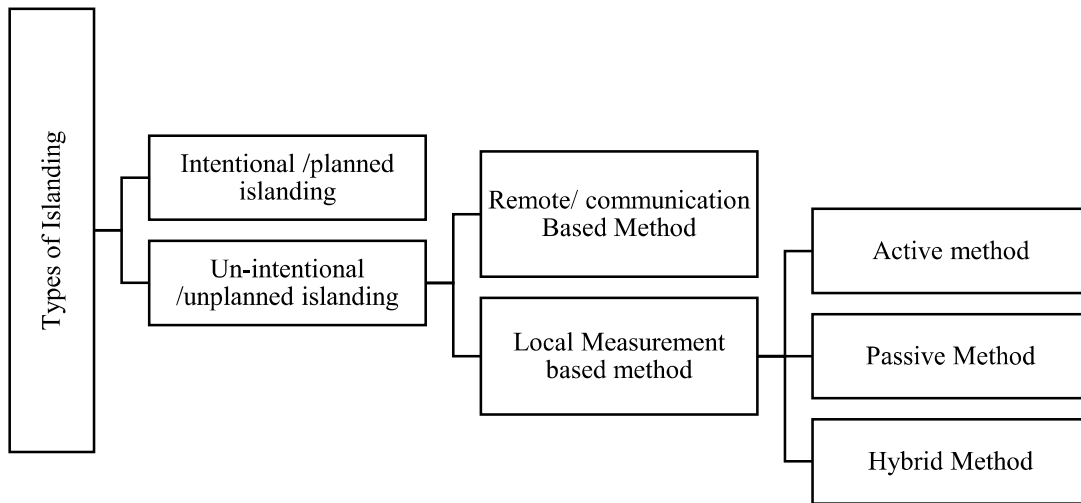 Types of Islanding
Intentional /planned
islanding
Un-intentional
/unplanned islanding
Remote/ communication
Based Method
Local Measurement
based method
Active method
Passive Method
Hybrid Method